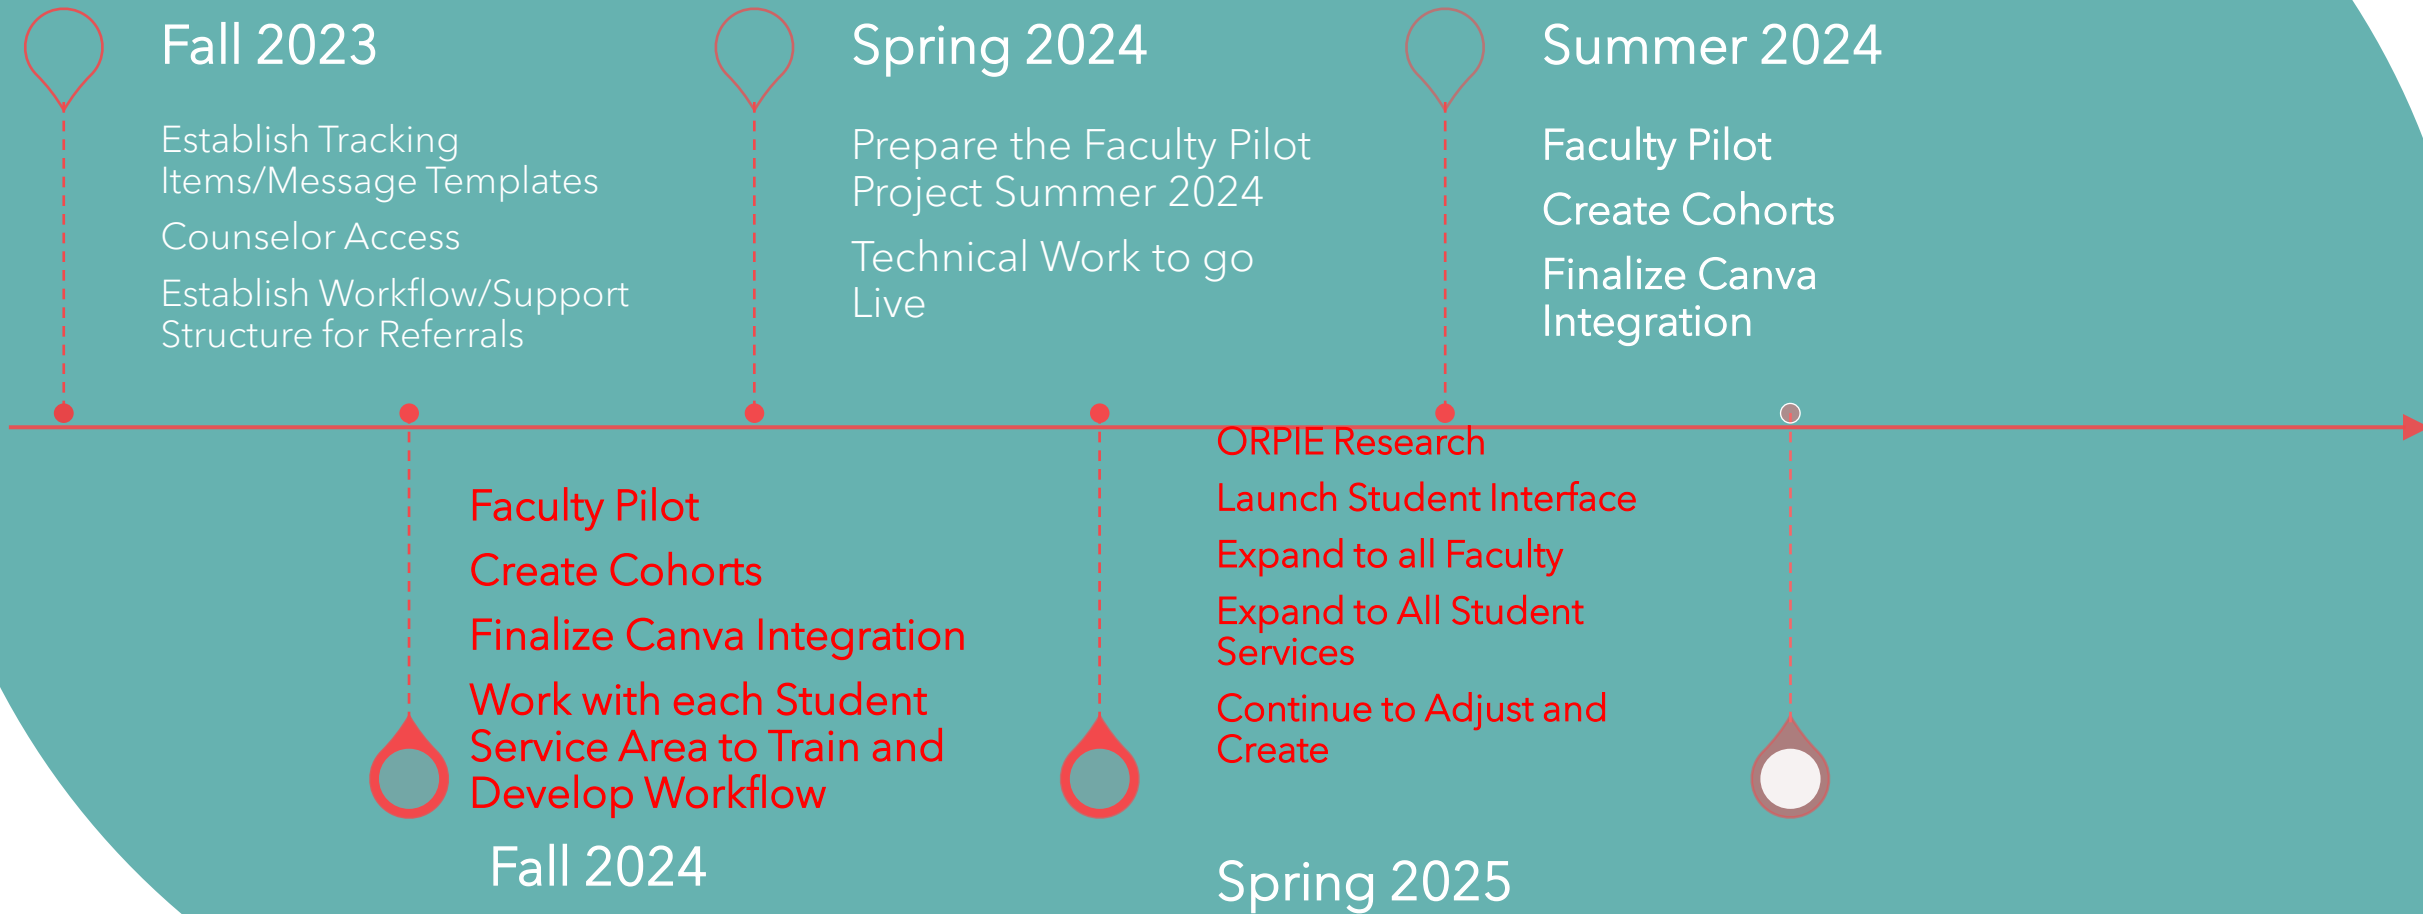 Fall 2023
Establish Tracking
Items/Message Templates
Counselor Access
Establish Workflow/Support
Structure for Referrals
Spring 2024
Prepare the Faculty Pilot
Project Summer 2024
Technical Work to go
Live
Summer 2024
Faculty Pilot
Create Cohorts
Finalize Canva
Integration
Faculty Pilot
Create Cohorts
Finalize Canva Integration
Work with each Student
Service Area to Train and
Develop Workflow
Fall 2024
ORPIE Research
Launch Student Interface
Expand to all Faculty
Expand to All Student
Services
Continue to Adjust and
Create
Spring 2025